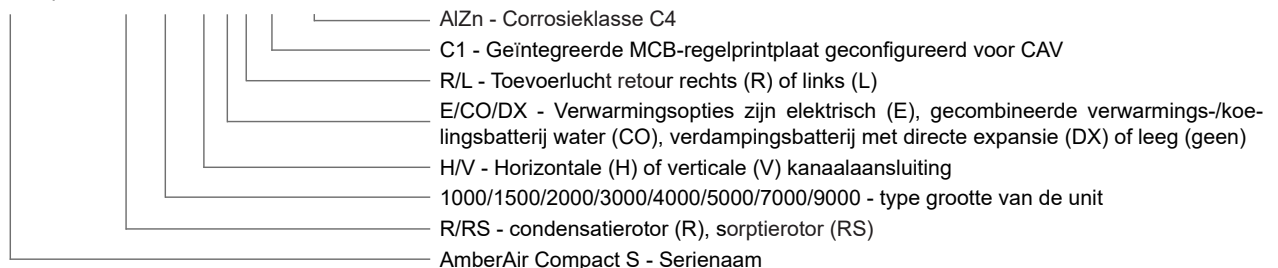 AlZn - Corrosieklasse C4
C1 - Geïntegreerde MCB-regelprintplaat geconfigureerd voor CAV
R/L - Toevoerlucht retour rechts (R) of links (L)
E/CO/DX - Verwarmingsopties zijn elektrisch (E), gecombineerde verwarmings-/koe-
lingsbatterij water (CO), verdampingsbatterij met directe expansie (DX) of leeg (geen)
H/V - Horizontale (H) of verticale (V) kanaalaansluiting
1000/1500/2000/3000/4000/5000/7000/9000 - type grootte van de unit
R/RS - condensatierotor (R), sorptierotor (RS)
AmberAir Compact S - Serienaam